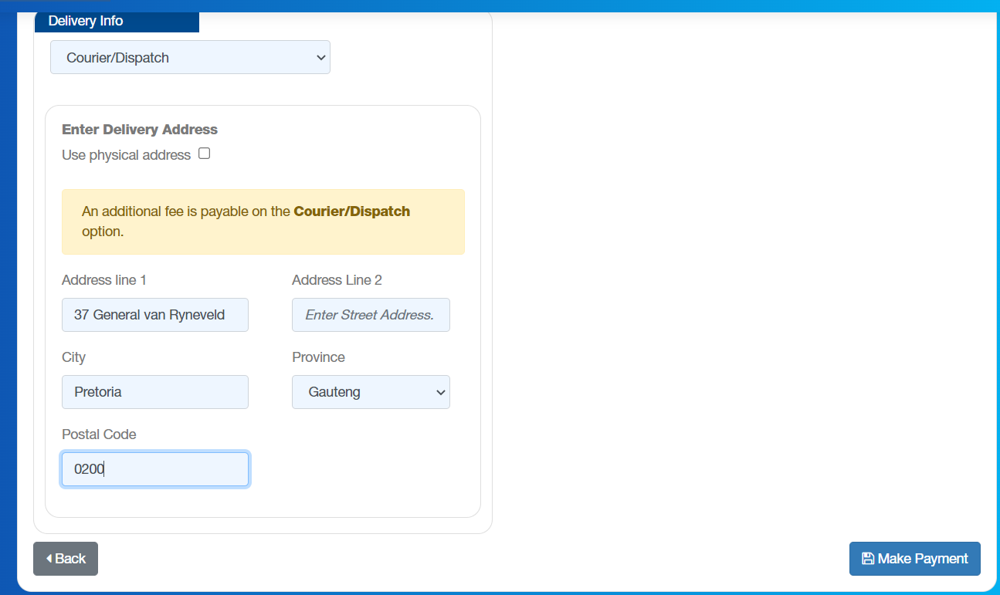 Delivery Info
Courier/Dispatch
Enter Delivery Address
Use physical address
An additional fee is payable on the Courier/Dispatch
option.
Address line 1
Address Line 2
37 General van Ryneveld
Enter Street Address.
City
Province
Pretoria
Gauteng
Postal Code
0200
Back
Make Payment